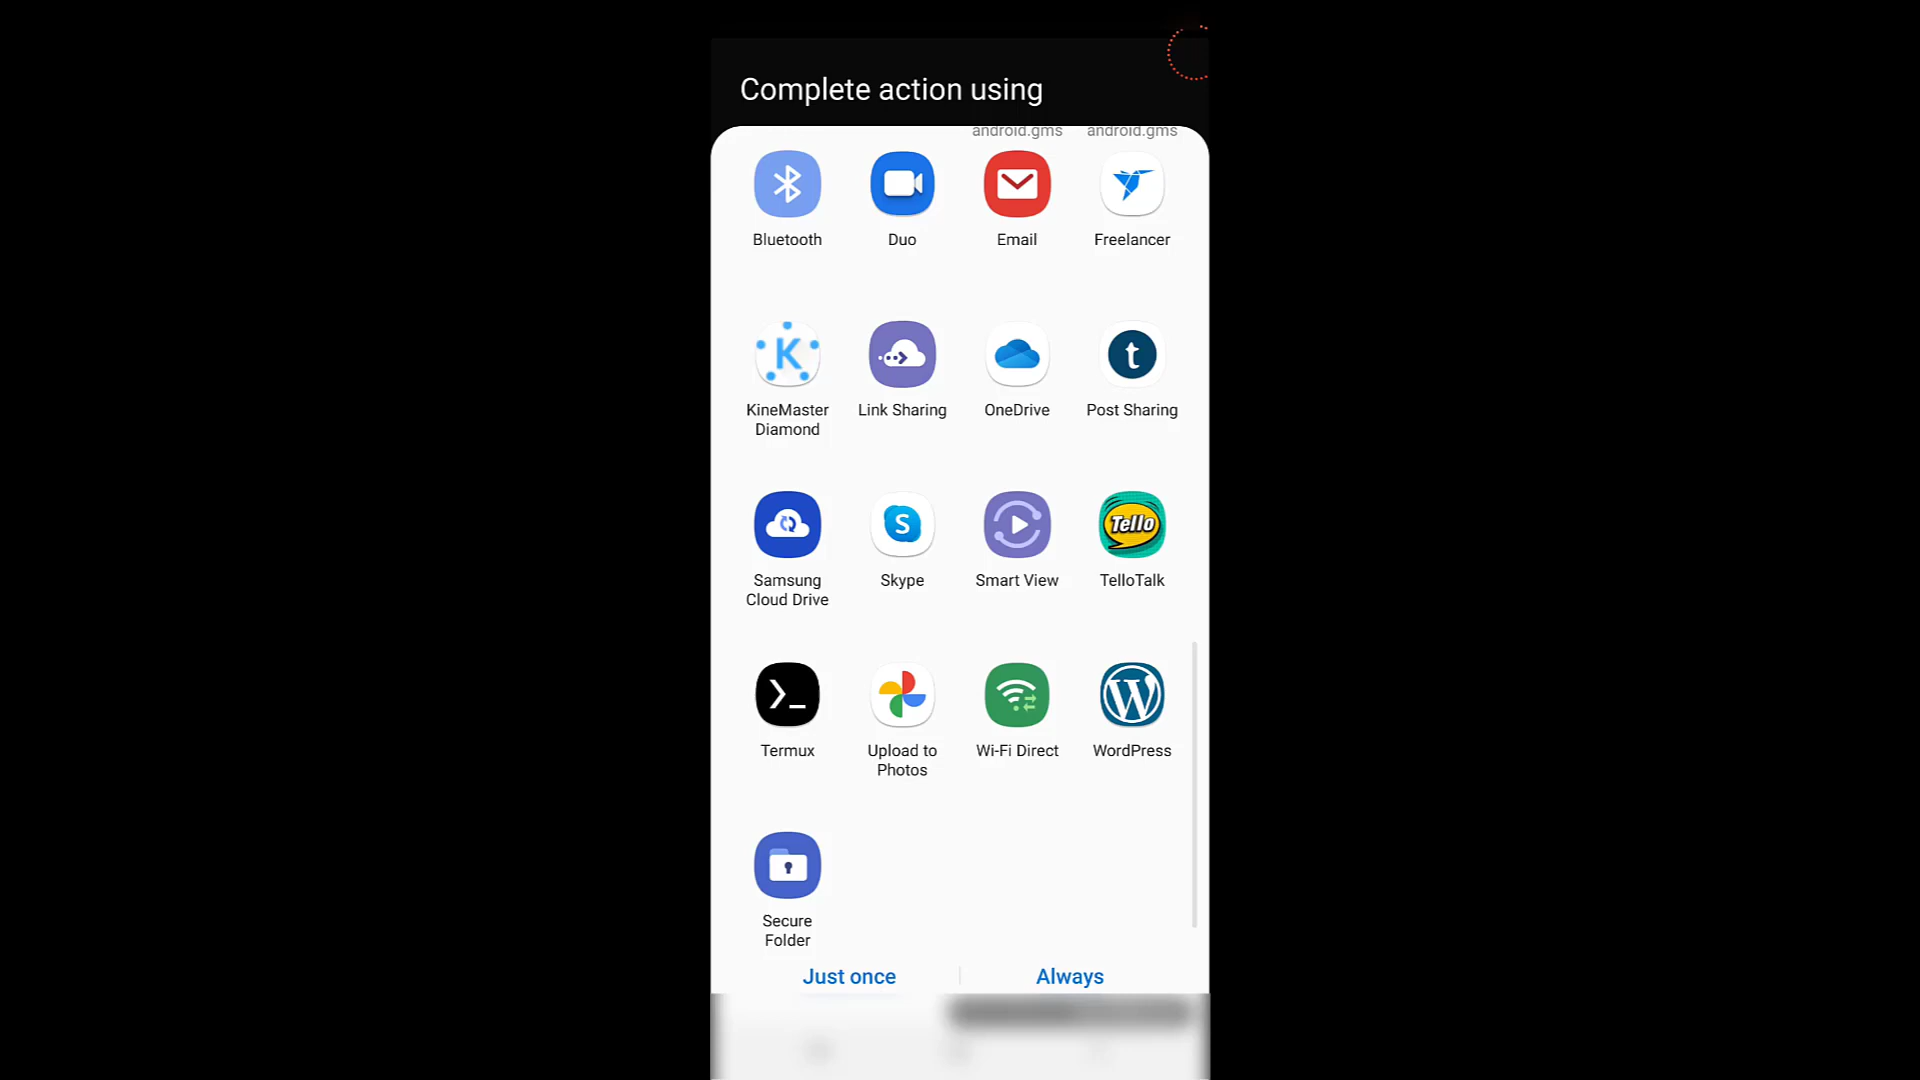 Complete action using
android.gms android.gms
Bluetooth Duo Email Freelancer
K t
KineMaster Link Sharing OneDrive Post Sharing
Diamond
S Tello
Samsung Skype Smart View TelloTalk
Cloud Drive
>_ W
Termux Upload to Wi-Fi Direct WordPress
Photos
Secure
Folder
Just once Always